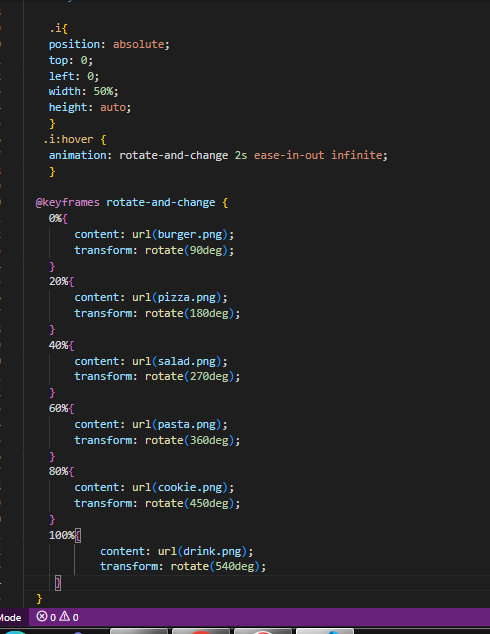 .i{
position: absolute;
top: 0;
left: 0;
width: 50%;
height: auto;
}
.i:hover {
animation: rotate-and-change 2s ease-in-out infinite;
}
@keyframes rotate-and-change {
0%{
content: url(burger.png);
transform: rotate(90deg);
}
20%{
content: url(pizza.png);
transform: rotate(180deg);
}
40%{
content: url(salad.png);
transform: rotate(270deg);
}
60%{
content: url(pasta.png);
transform: rotate(360deg);
}
80%{
content: url(cookie.png);
transform: rotate(450deg);
}
100%{
content: url(drink.png);
transform: rotate(540deg);
}
}
Mode 0 0